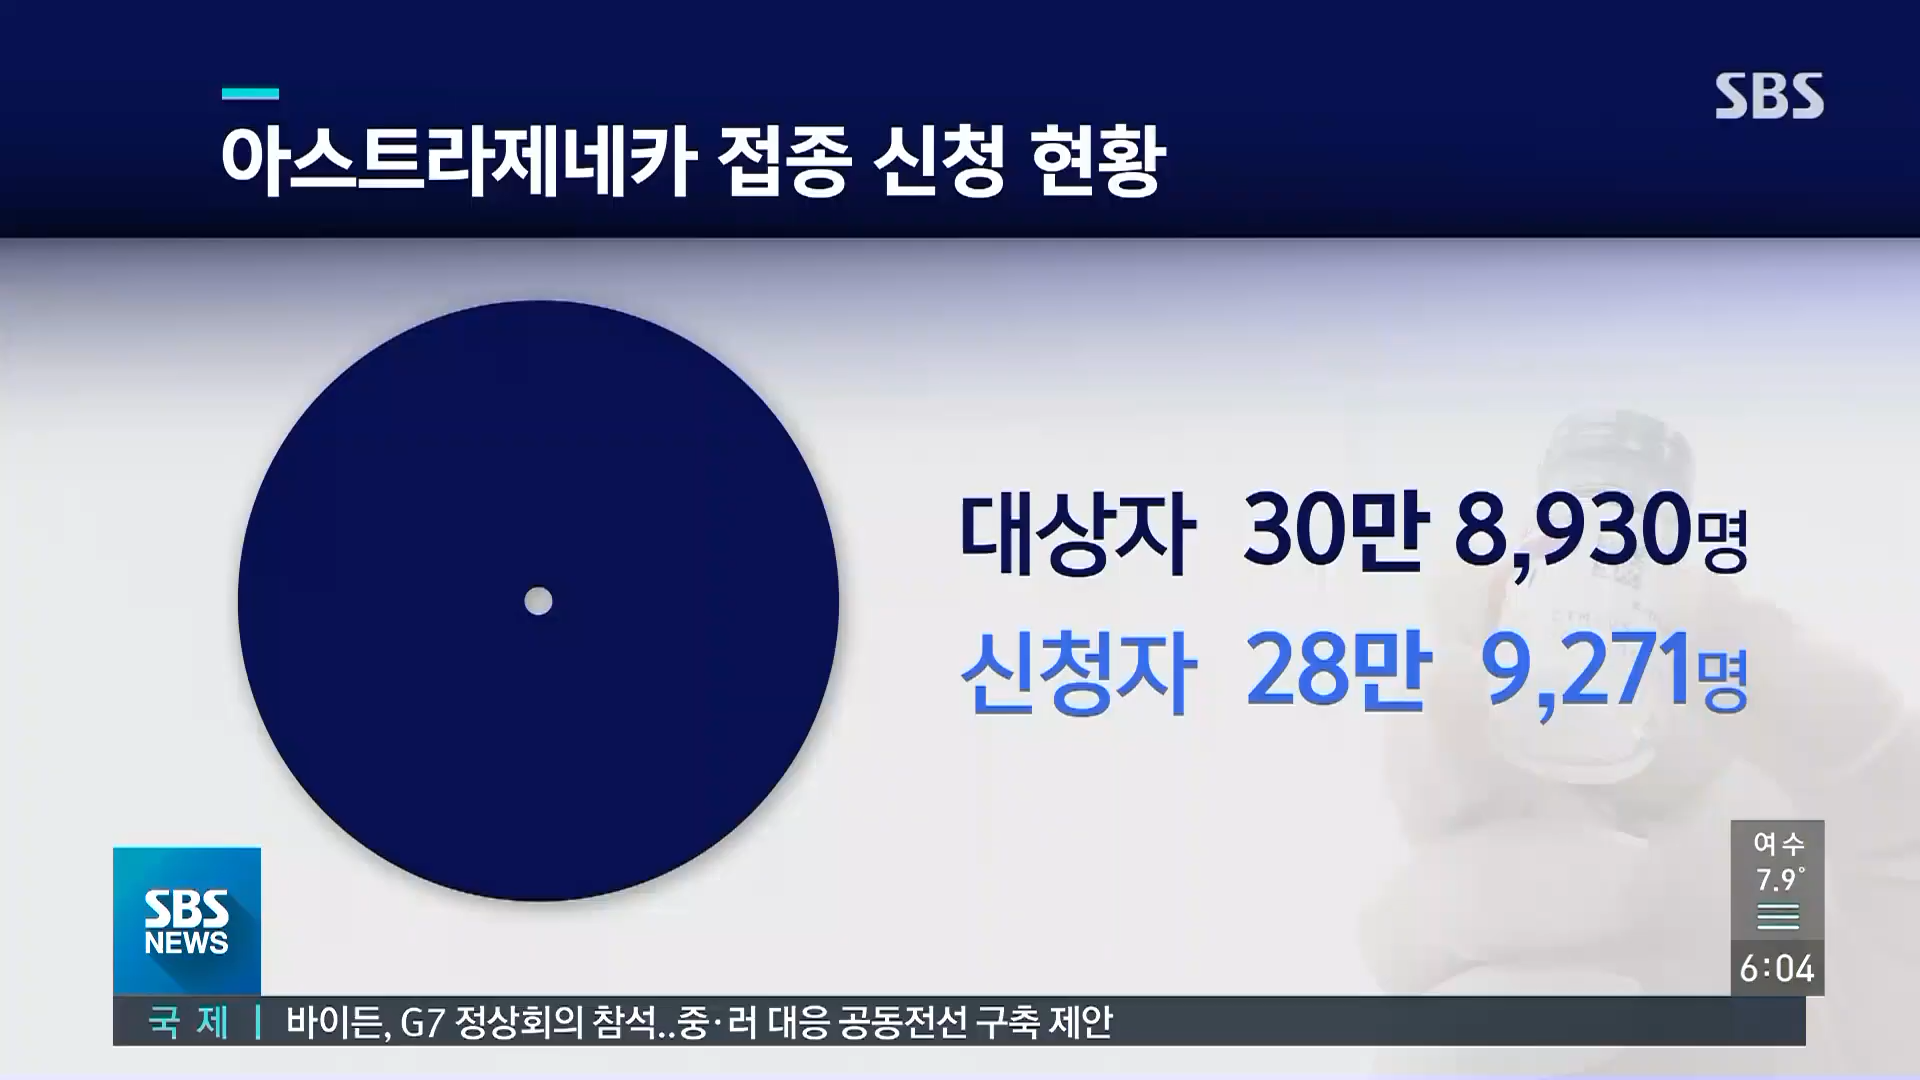 SBS
아스트라제네카 접종 신청 현황
대상자 30만 8,930명
신청자 28만 9,271명
여수
7.9°
6:04
SBS
NEWS
국제 | 바이든, G7 정상회의 참석..중·러 대응 공동전선 구축 제안